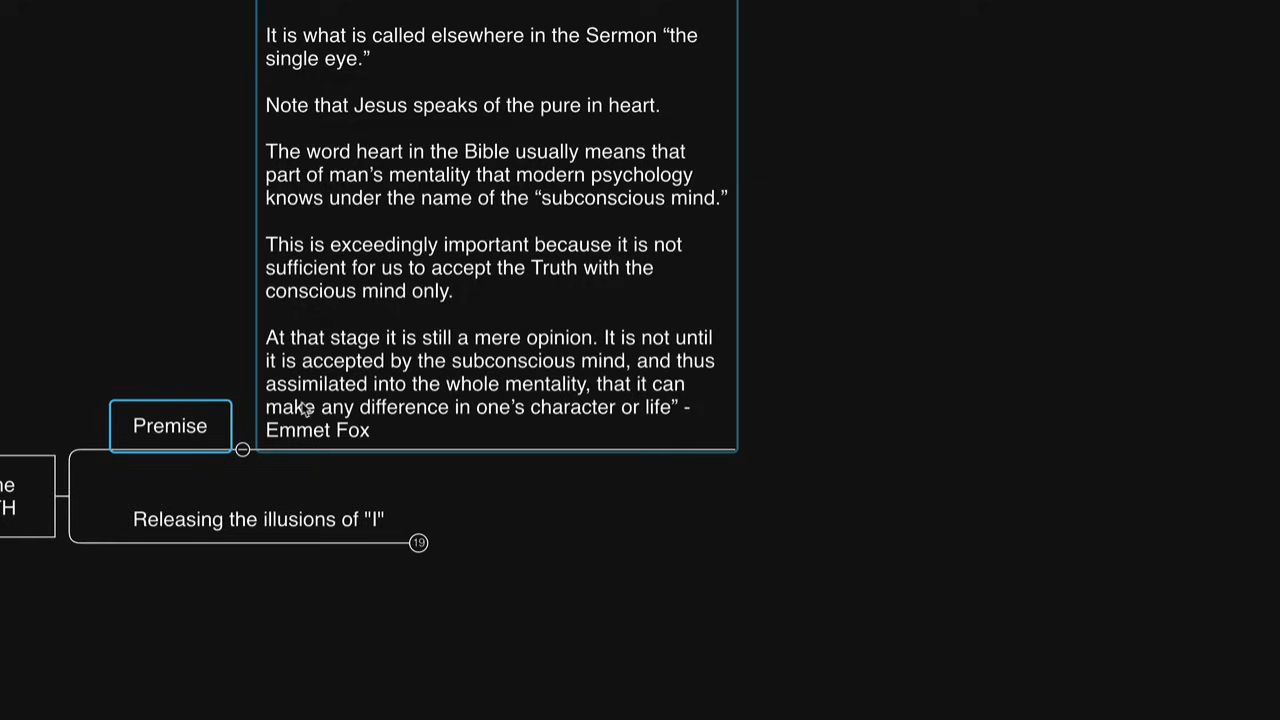 It is what is called elsewhere in the Sermon “the
single eye.”
Note that Jesus speaks of the pure in heart.
The word heart in the Bible usually means that
part of man’s mentality that modern psychology
knows under the name of the “subconscious mind.”
This is exceedingly important because it is not
sufficient for us to accept the Truth with the
conscious mind only.
At that stage it is still a mere opinion. It is not until
it is accepted by the subconscious mind, and thus
assimilated into the whole mentality, that it can
make any difference in one’s character or life” -
Emmet Fox
Premise
Releasing the illusions of "I"
19